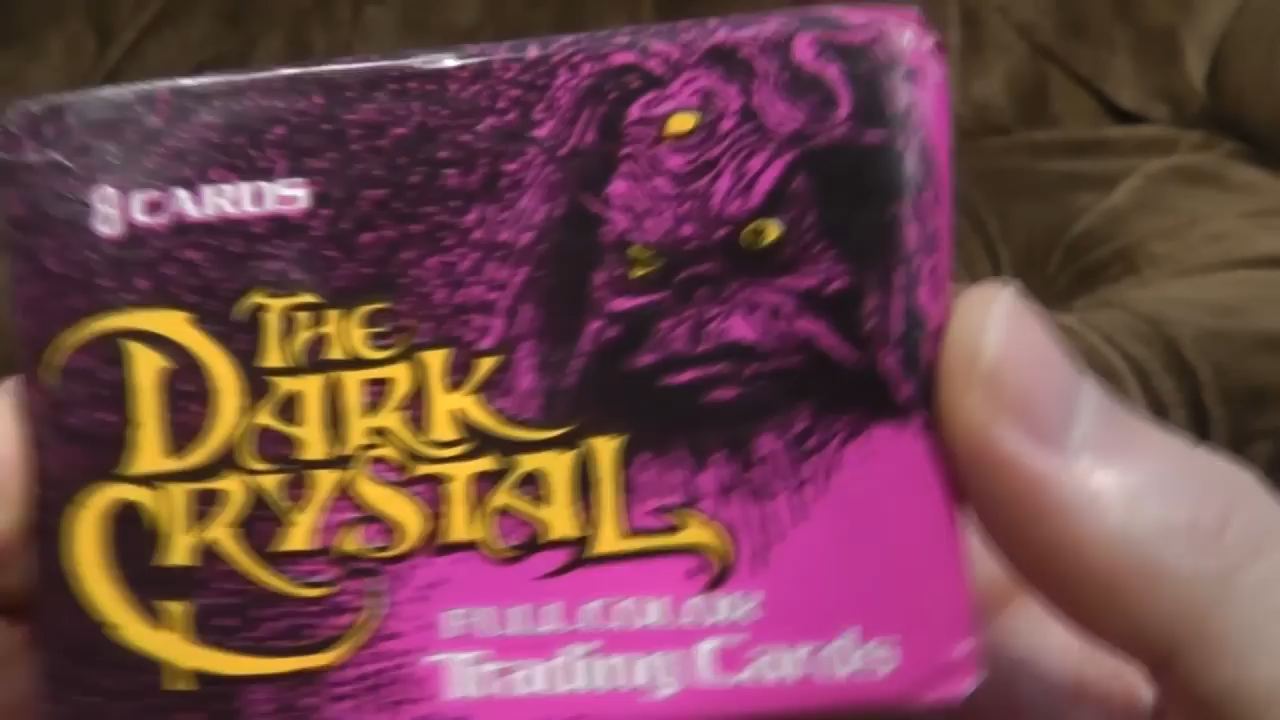 8 CARDS
THE
DARK
CRYSTAL
FULL COLOR
Trading Cards